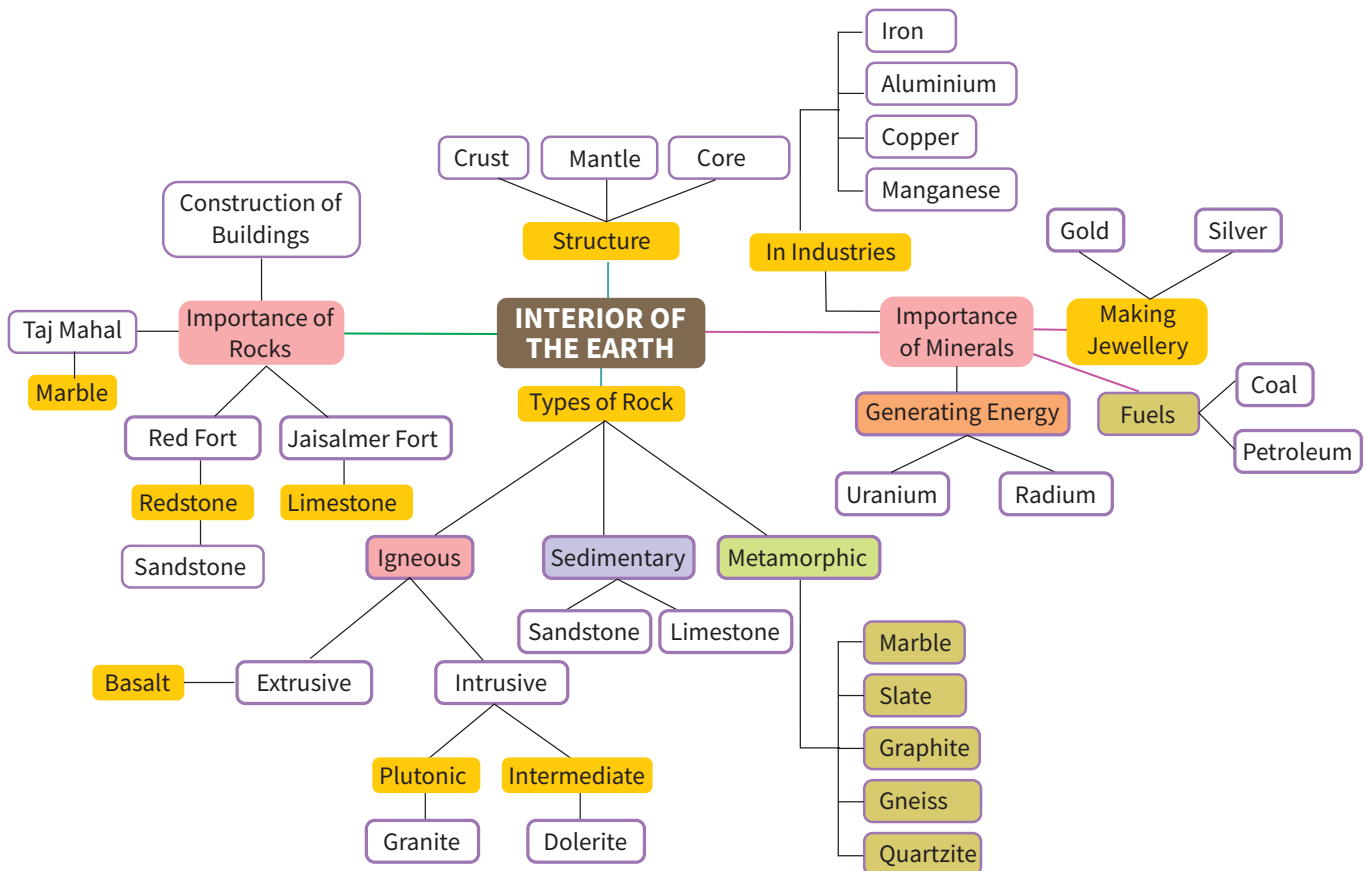 Iron
Aluminium
Copper
Manganese
Crust
Mantle
Core
Construction of
Buildings
Structure
In Industries
Gold
Silver
Taj Mahal
Importance of
Rocks
INTERIOR OF
THE EARTH
Importance
of Minerals
Making
Jewellery
Marble
Types of Rock
Generating Energy
Fuels
Coal
Petroleum
Red Fort
Jaisalmer Fort
Redstone
Limestone
Uranium
Radium
Sandstone
Igneous
Sedimentary
Metamorphic
Sandstone
Limestone
Basalt
Extrusive
Intrusive
Marble
Slate
Graphite
Gneiss
Quartzite
Plutonic
Intermediate
Granite
Dolerite